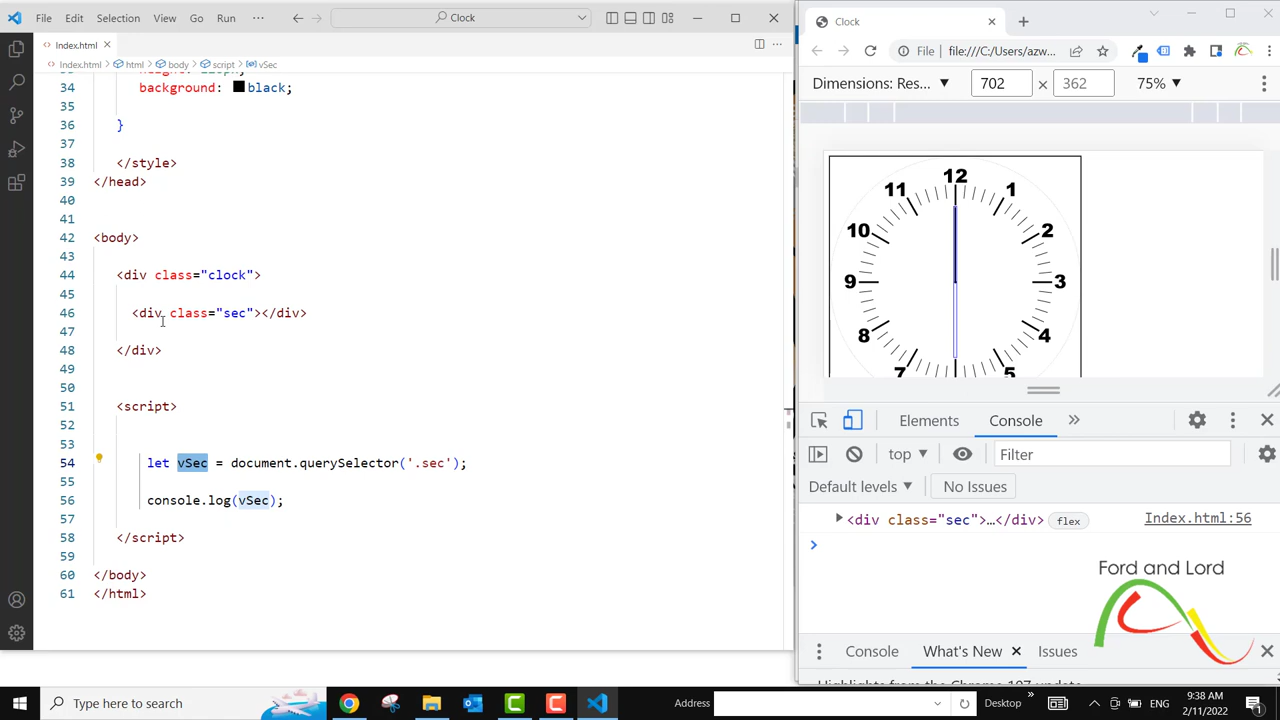 File Edit Selection View Go Run ··· Clock
Index.html
Index.html > html > body > script > vSec
34 background: black;
35
36 }
37
38 </style>
39 </head>
40
41
42 <body>
43
44 <div class="clock">
45
46 <div class="sec"></div>
47
48 </div>
49
50
51 <script>
52
53
54 let vSec = document.querySelector('.sec');
55
56 console.log(vSec);
57
58 </script>
59
60 </body>
61 </html>
Clock
File file:///C:/Users/azw...
Dimensions: Res... 702 × 362 75%
12
11 1
10 2
9 3
8 4
7 5
Elements Console
top Filter
Default levels No Issues
<div class="sec">…</div> flex Index.html:56
Ford and Lord
Console What's New Issues
Type here to search
Address Desktop ENG 9:38 AM
2/11/2022